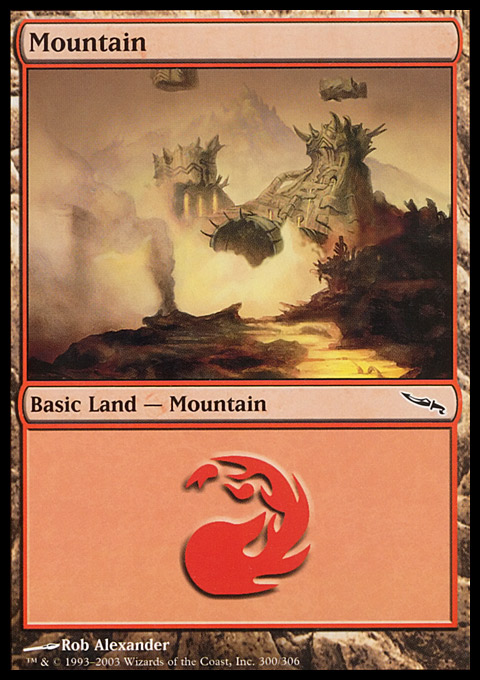 Mountain
Basic Land — Mountain
Rob Alexander
™ & © 1993–2003 Wizards of the Coast, Inc. 300/306